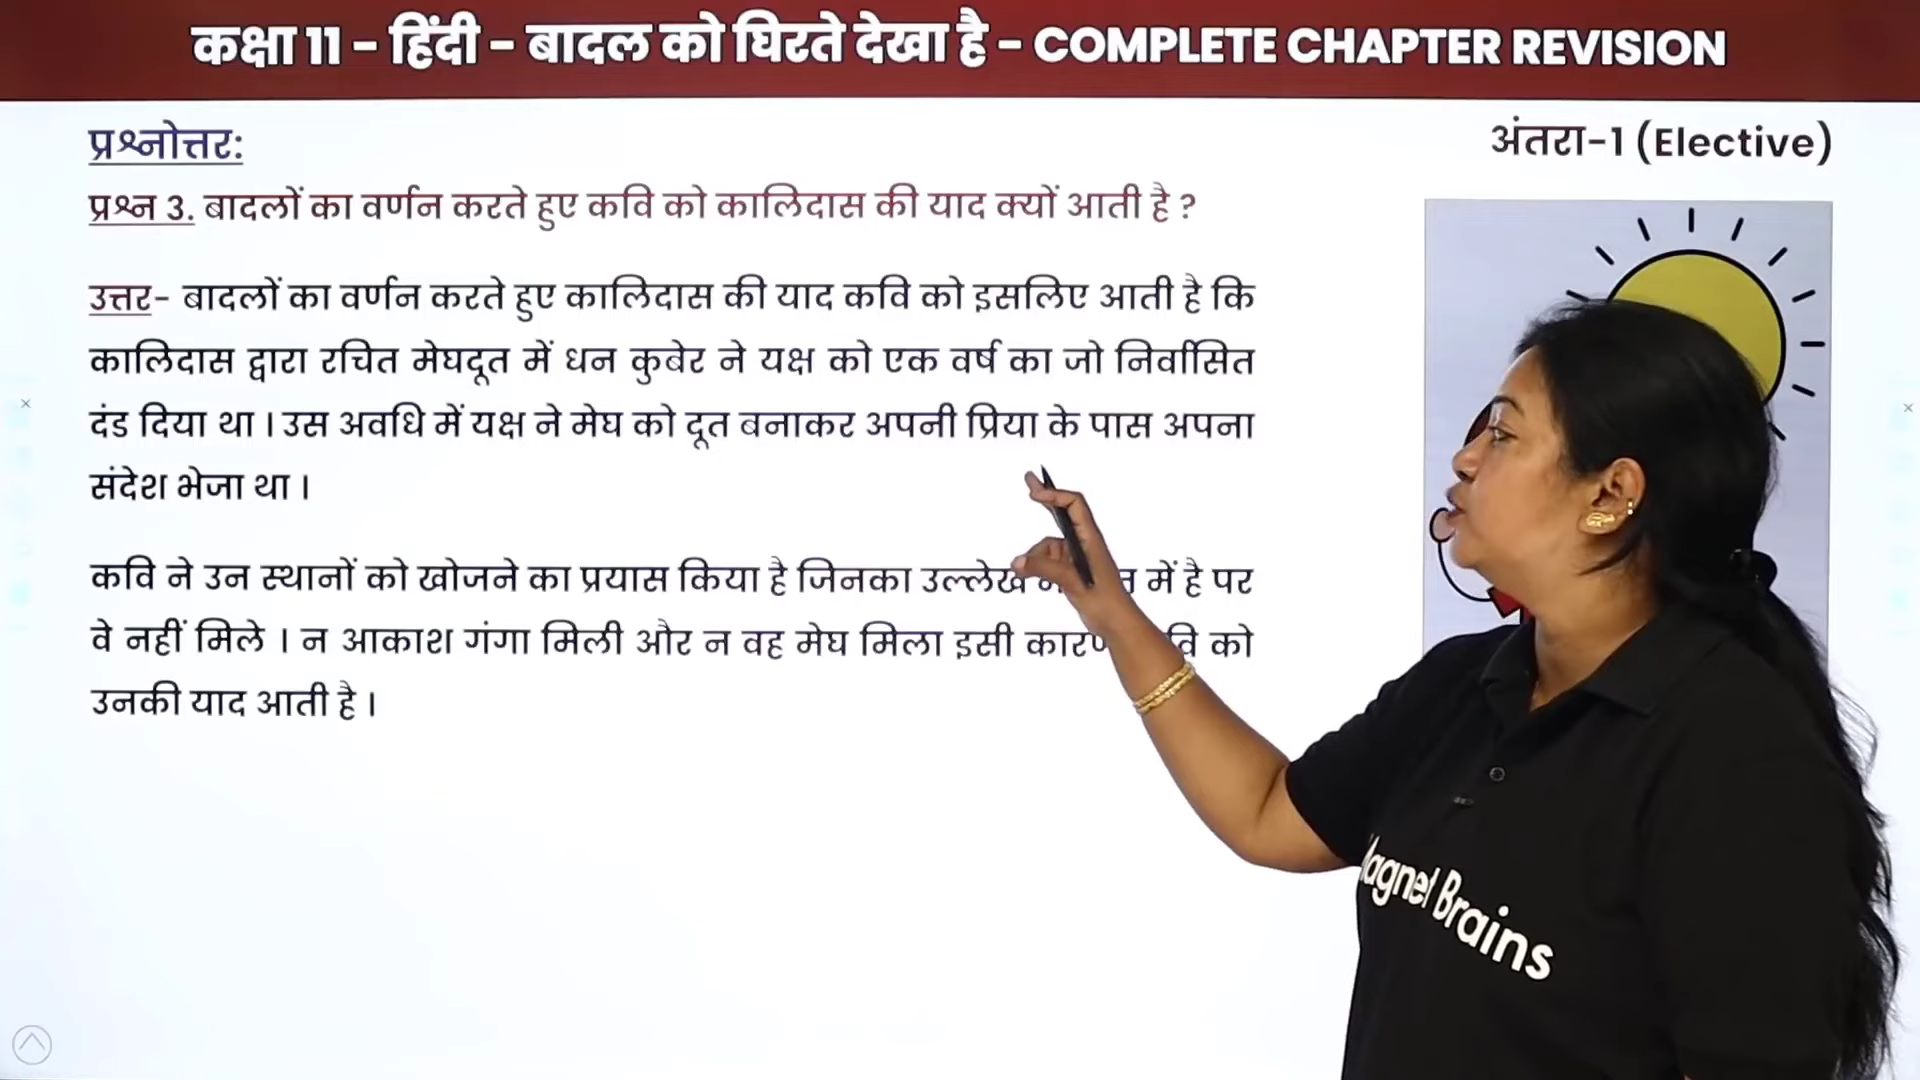 कक्षा 11 - हिंदी - बादल को घिरते देखा है - COMPLETE CHAPTER REVISION
प्रश्नोत्तर:
अंतरा-1 (Elective)
प्रश्न 3. बादलों का वर्णन करते हुए कवि को कालिदास की याद क्यों आती है ?
उत्तर- बादलों का वर्णन करते हुए कालिदास की याद कवि को इसलिए आती है कि
कालिदास द्वारा रचित मेघदूत में धन कुबेर ने यक्ष को एक वर्ष का जो निर्वासित
दंड दिया था । उस अवधि में यक्ष ने मेघ को दूत बनाकर अपनी प्रिया के पास अपना
संदेश भेजा था ।
कवि ने उन स्थानों को खोजने का प्रयास किया है जिनका उल्लेख में है पर
वे नहीं मिले । न आकाश गंगा मिली और न वह मेघ मिला इसी को
उनकी याद आती है ।
Brains